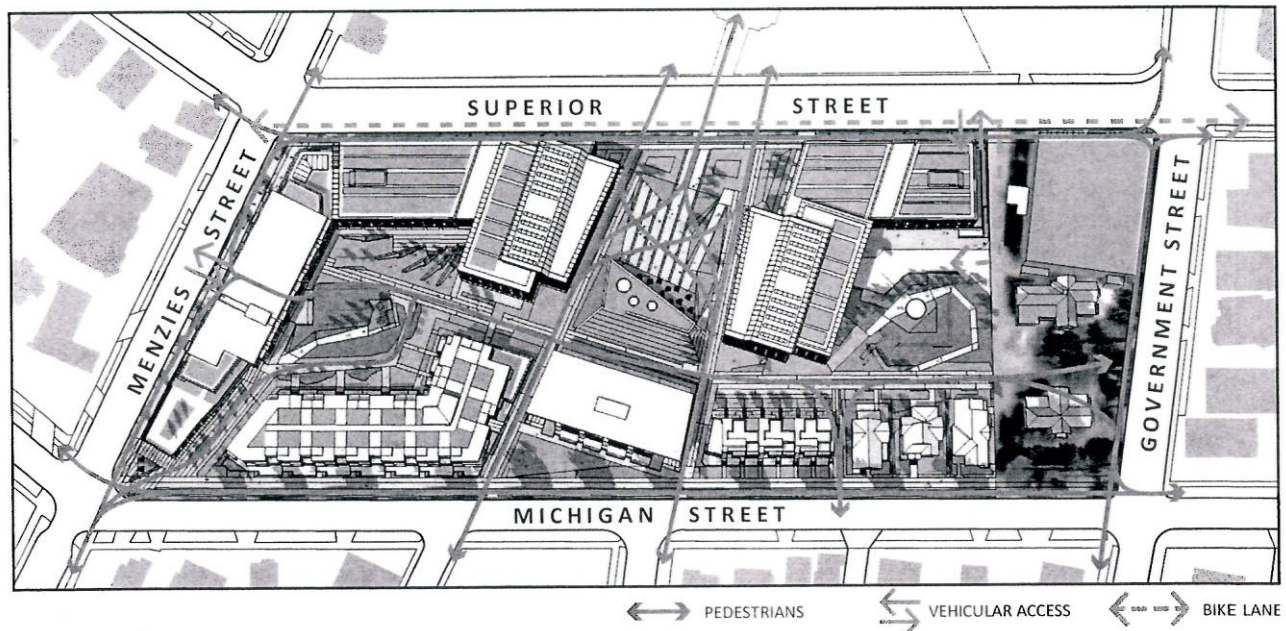 SUPERIOR STREET
MENZIES STREET
GOVERNMENT STREET
MICHIGAN STREET
PEDESTRIANS
VEHICULAR ACCESS
BIKE LANE